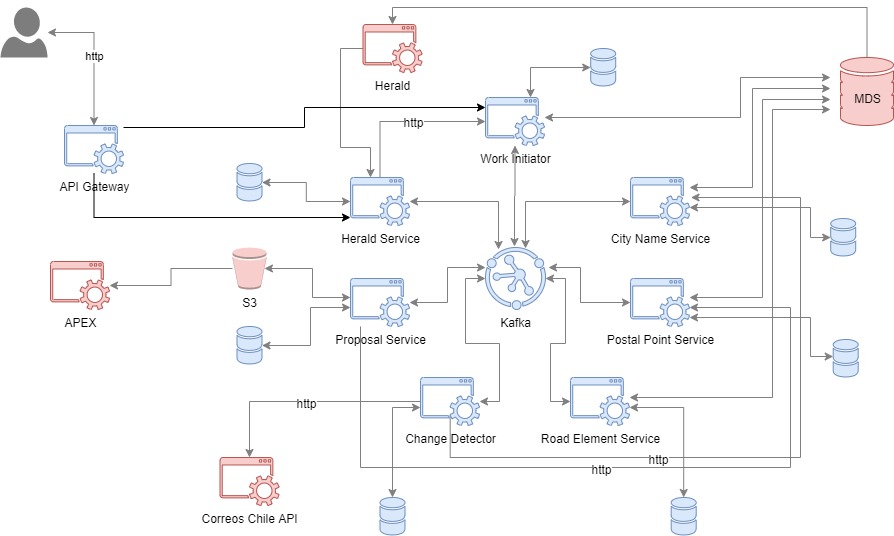 http
Herald
MDS
http
Work Initiator
API Gateway
Herald Service
City Name Service
S3
APEX
Kafka
Proposal Service
Postal Point Service
http
Change Detector
Road Element Service
http
http
Correos Chile API